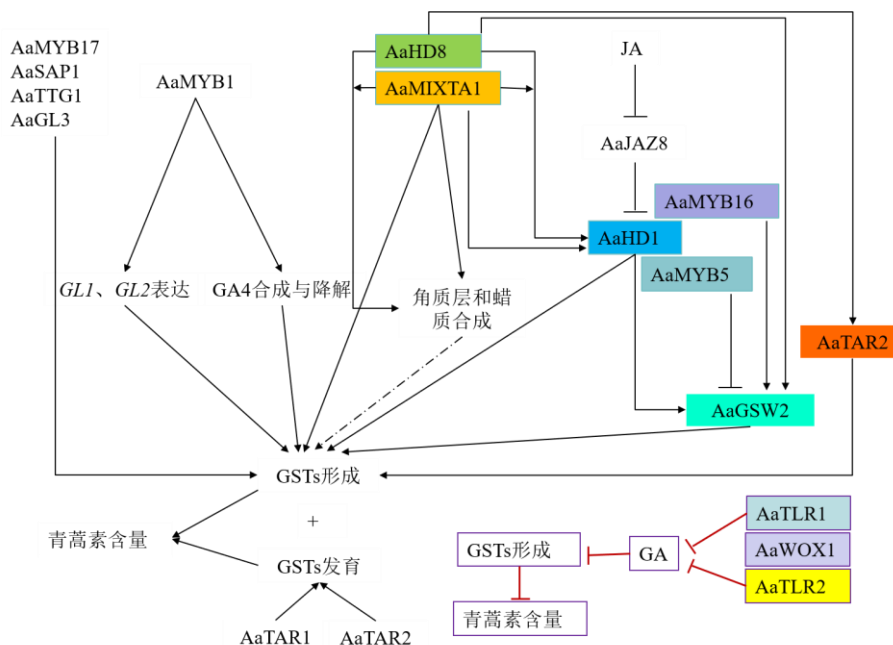 AaMYB17
AaSAP1
AaTTG1
AaGL3
AaMYB1
AaHD8
AaMIXTA1
JA
AaJAZ8
AaMYB16
AaHD1
AaMYB5
GL1、GL2表达
GA4合成与降解
角质层和蜡
质合成
AaTAR2
AaGSW2
GSTs形成
+
青蒿素含量
GSTs发育
AaTAR1
AaTAR2
GSTs形成
GA
AaTLR1
AaWOX1
AaTLR2
青蒿素含量